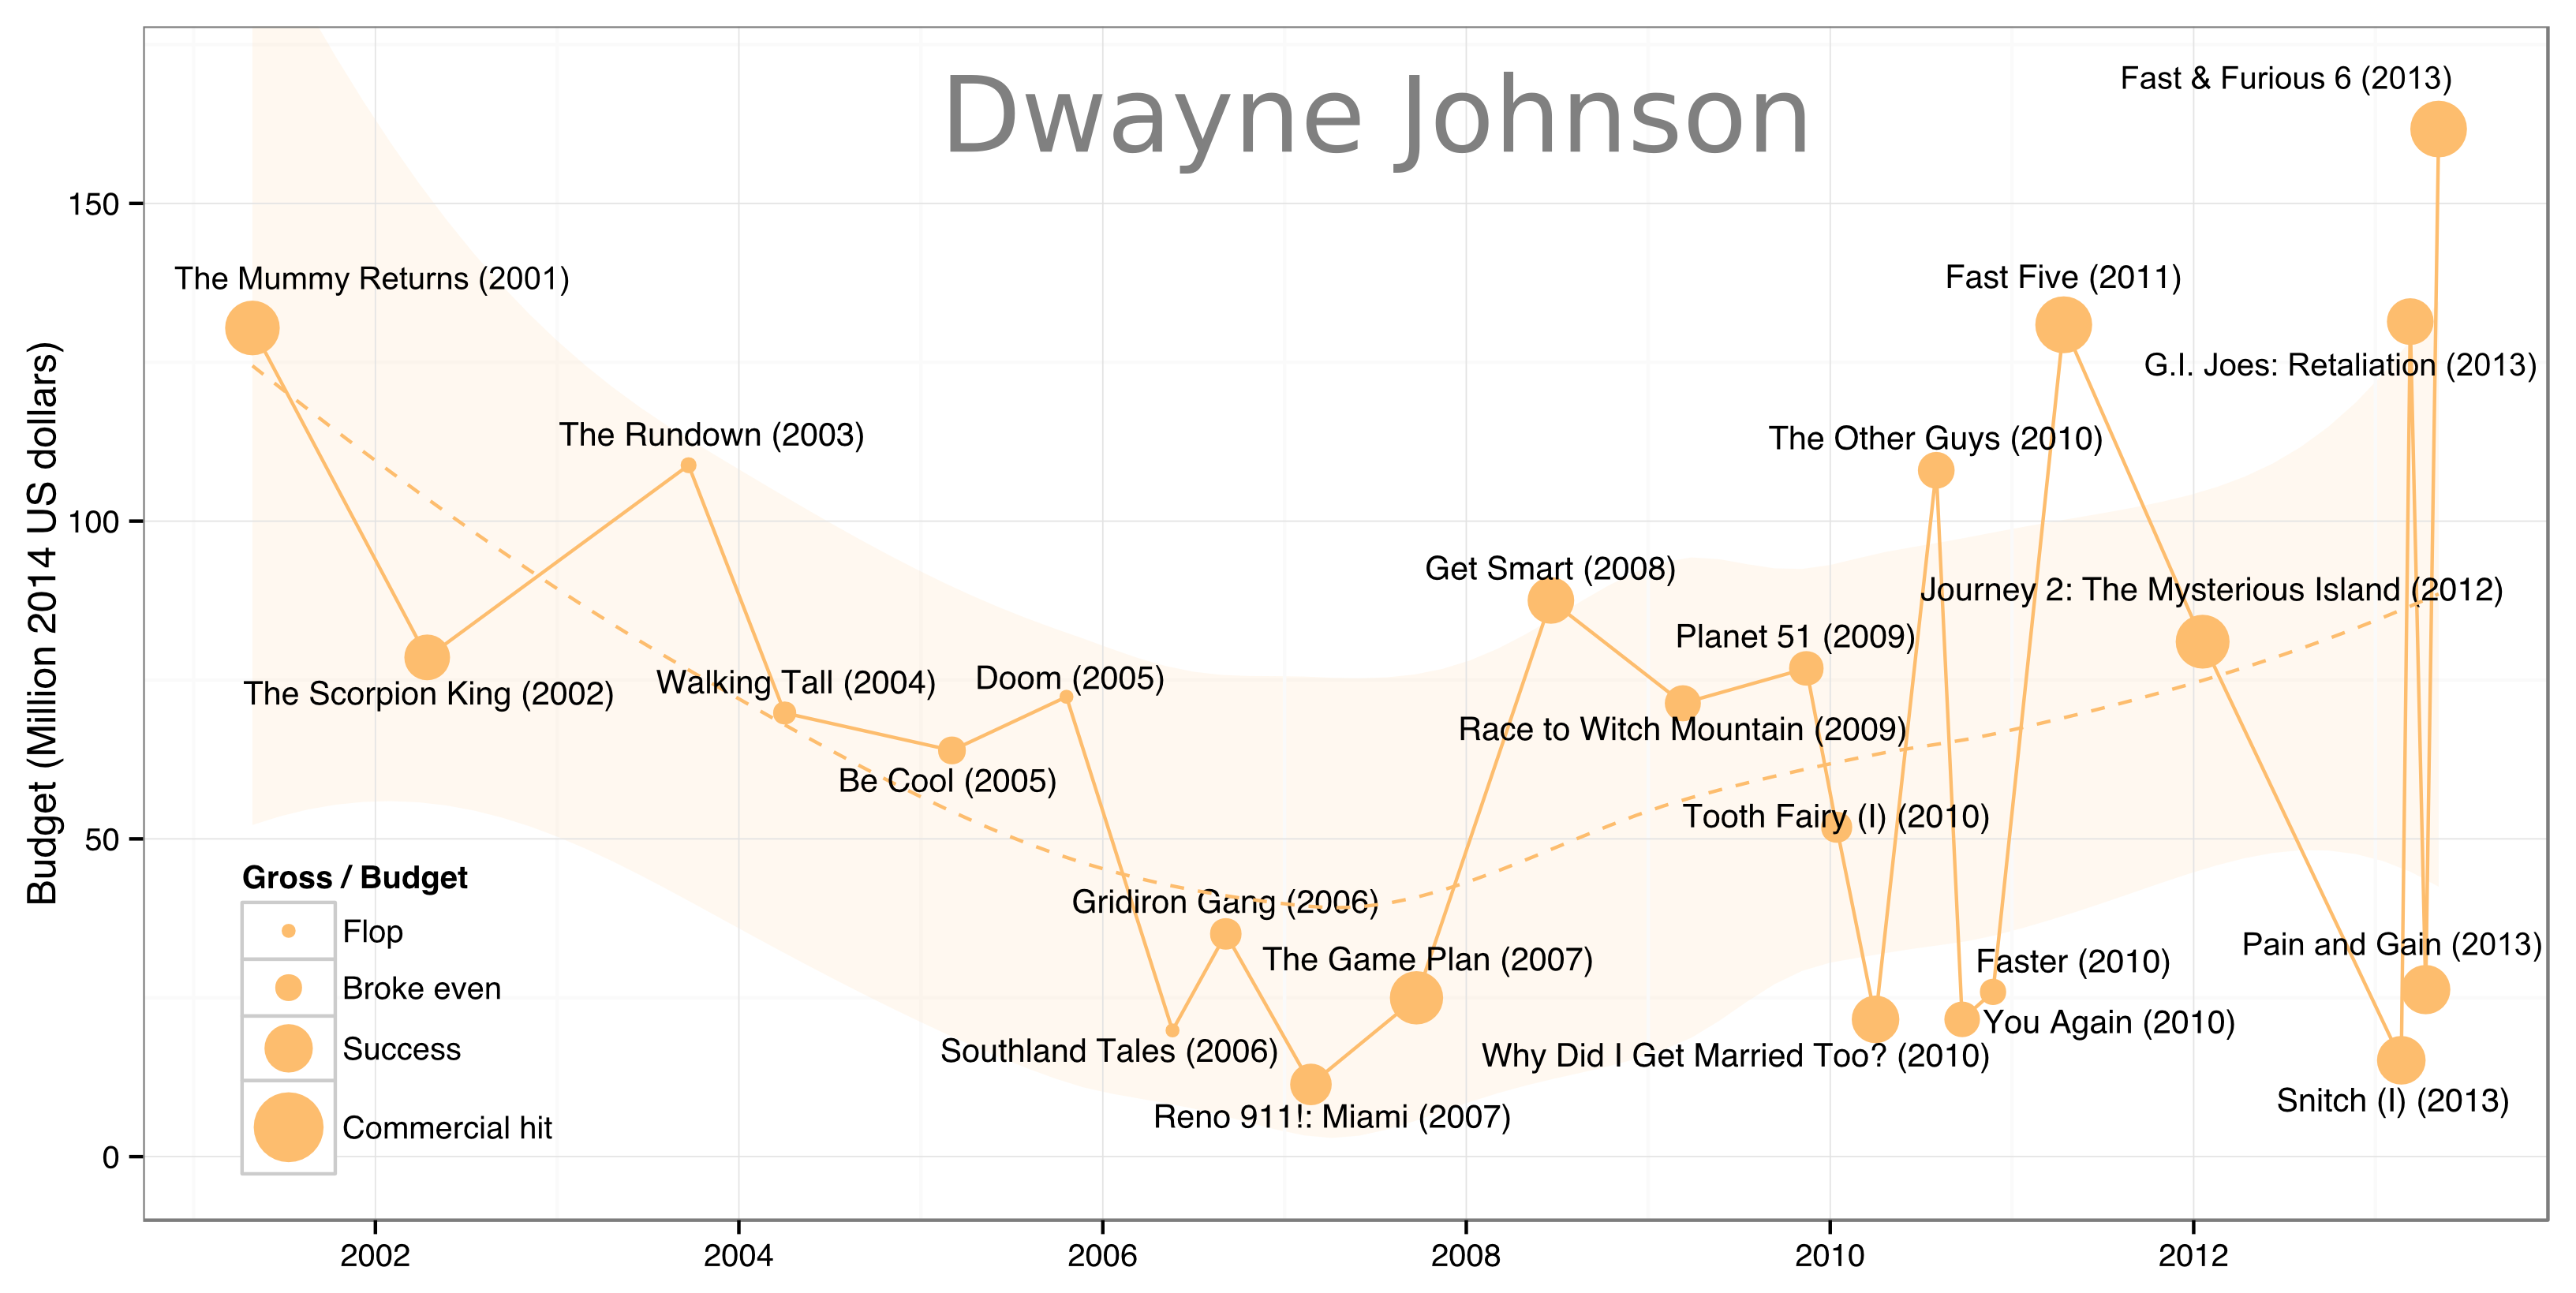 Dwayne Johnson
Fast & Furious 6 (2013)
150
The Mummy Returns (2001)
Fast Five (2011)
G.I. Joes: Retaliation (2013)
The Rundown (2003)
The Other Guys (2010)
Budget (Million 2014 US dollars)
100
Get Smart (2008)
Journey 2: The Mysterious Island (2012)
Planet 51 (2009)
The Scorpion King (2002)
Walking Tall (2004)
Doom (2005)
Race to Witch Mountain (2009)
Be Cool (2005)
Tooth Fairy (I) (2010)
50
Gross / Budget
Gridiron Gang (2006)
Flop
The Game Plan (2007)
Faster (2010)
Pain and Gain (2013)
Broke even
You Again (2010)
Success
Southland Tales (2006)
Why Did I Get Married Too? (2010)
Snitch (I) (2013)
Reno 911!: Miami (2007)
Commercial hit
0
2002
2004
2006
2008
2010
2012